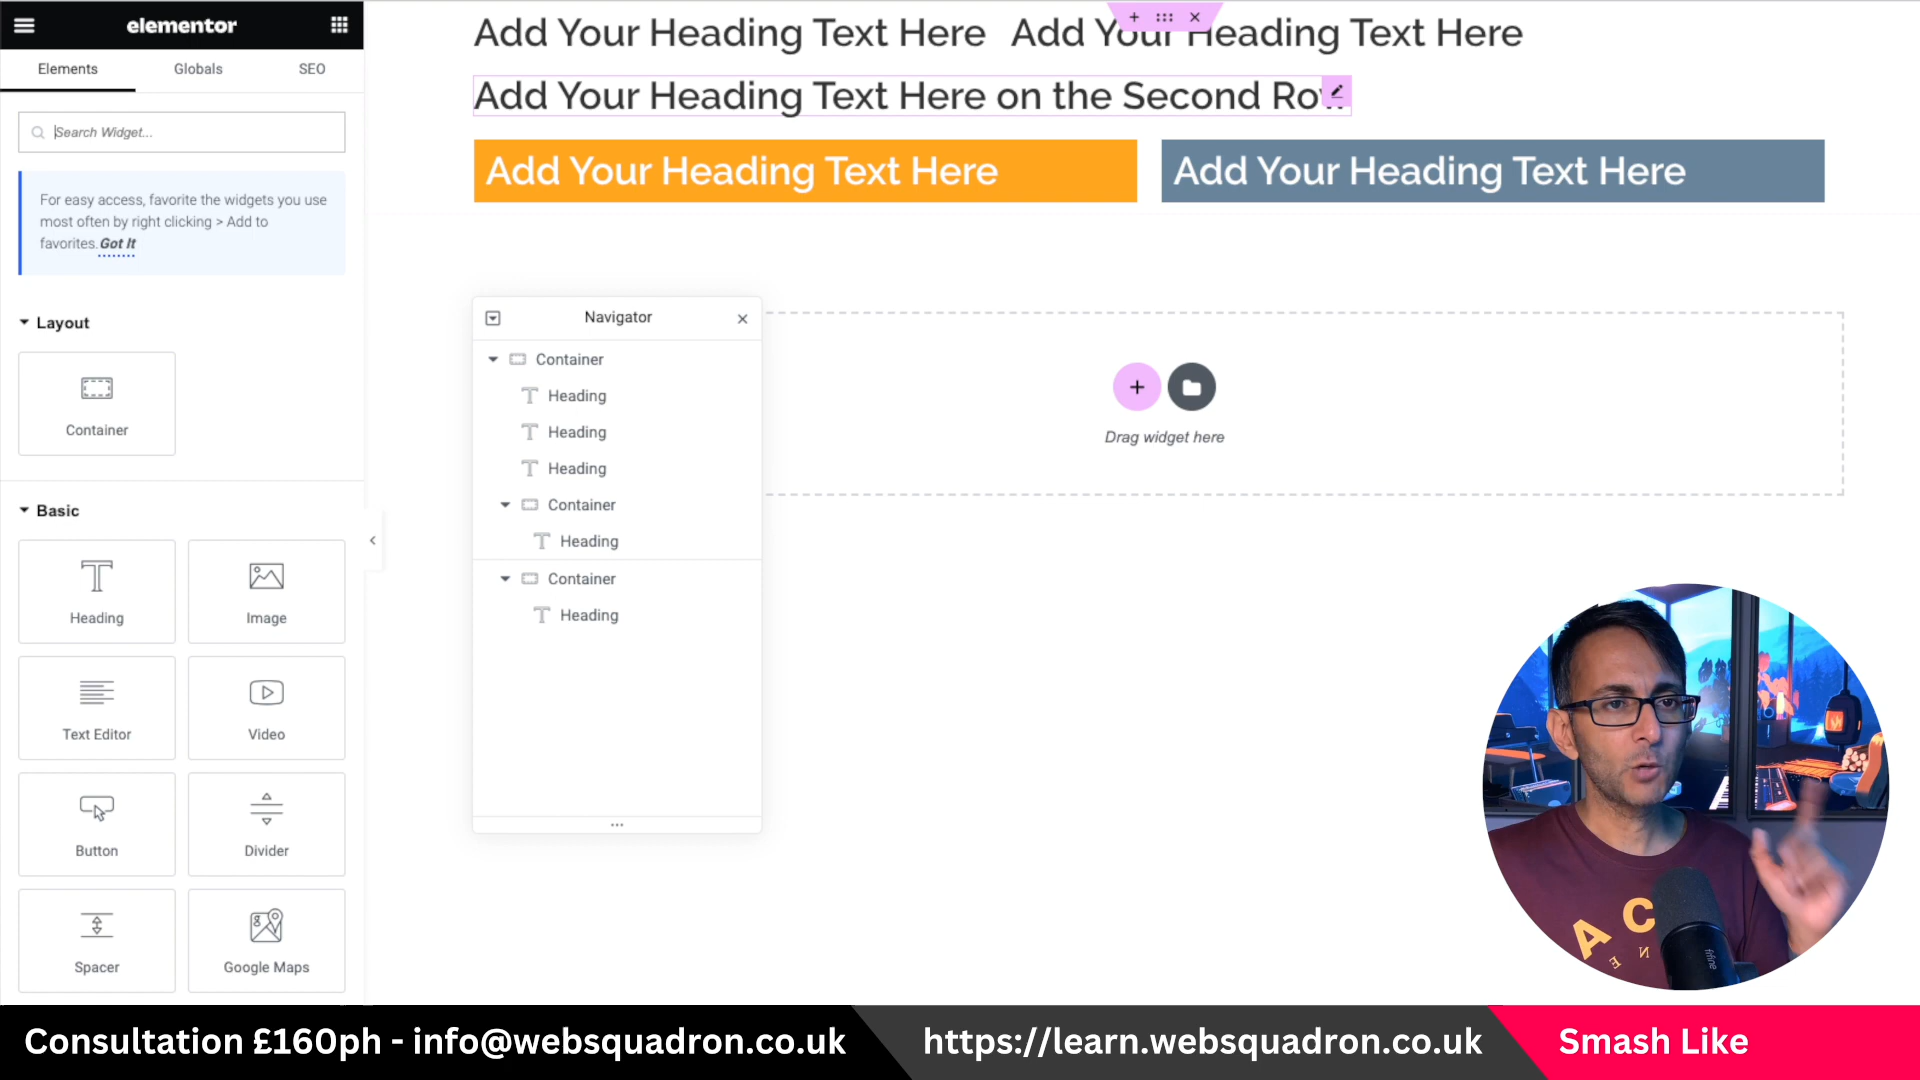 elementor
Elements
Globals
SEO
Search Widget...
For easy access, favorite the widgets you use
most often by right clicking > Add to
favorites. Got It
Layout
Container
Basic
Heading
Image
Text Editor
Video
Button
Divider
Spacer
Google Maps
Add Your Heading Text Here
Add Your Heading Text Here
Add Your Heading Text Here on the Second Row
Add Your Heading Text Here
Add Your Heading Text Here
Navigator
Container
Heading
Heading
Heading
Container
Heading
Container
Heading
Drag widget here
A C
E N
fifine
Consultation £160ph - info@websquadron.co.uk
https://learn.websquadron.co.uk
Smash Like